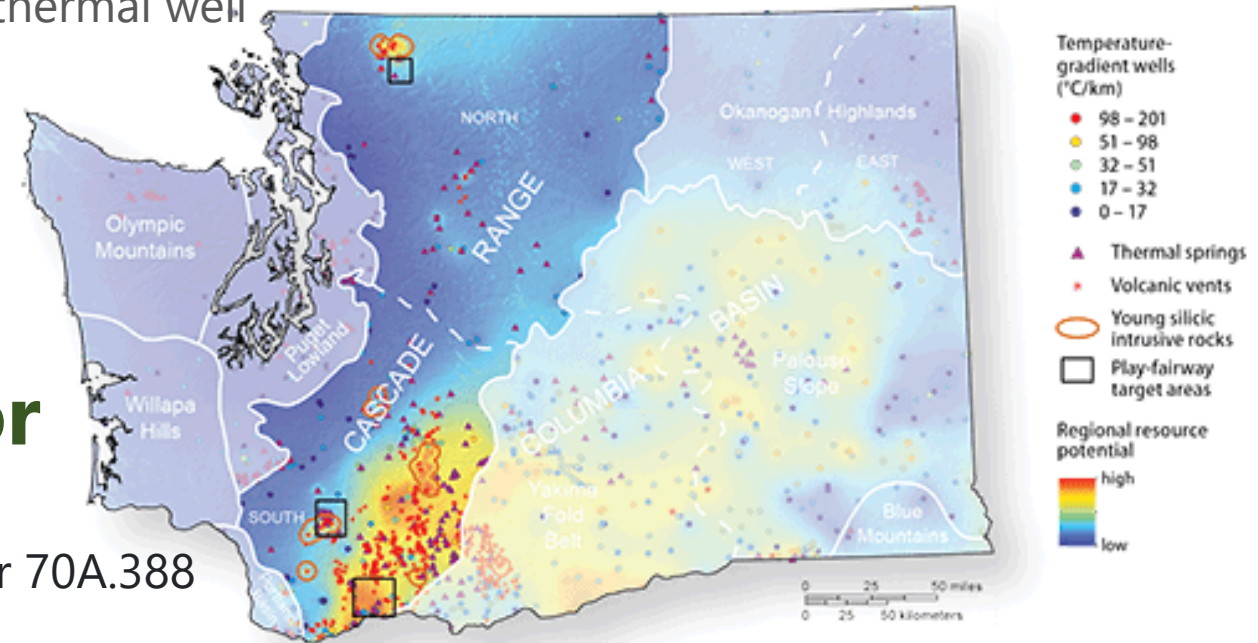 thermal well
or
r 70A.388
NORTH
RANGE
CASCADE
SOUTH
Olympic
Mountains
Willapa
Hills
Puget
Lowland
Okanogan
Highlands
WEST
EAST
COLUMBIA
BASIN
Palouse
Slope
Yakima
Fold
Belt
Blue
Mountains
0 25 50 miles
0 25 50 kilometers
Temperature-
gradient wells
(°C/km)
98 – 201
51 – 98
32 – 51
17 – 32
0 – 17
Thermal springs
Volcanic vents
Young silicic
intrusive rocks
Play-fairway
target areas
Regional resource
potential
high
low